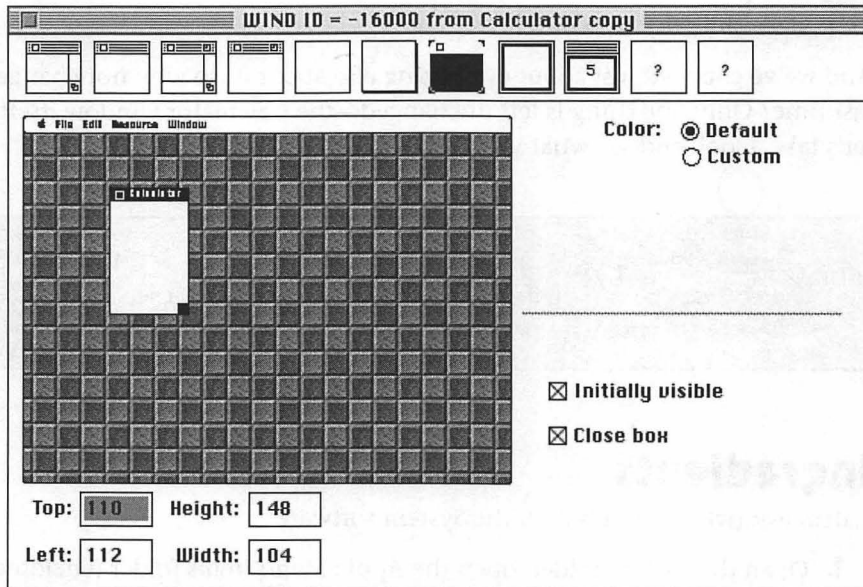 WIND ID = -16000 from Calculator copy
5 ? ?
File Edit Resource Window
Calculator
Color: Default
Custom
Initially visible
Close box
Top: 110 Height: 148
Left: 112 Width: 104